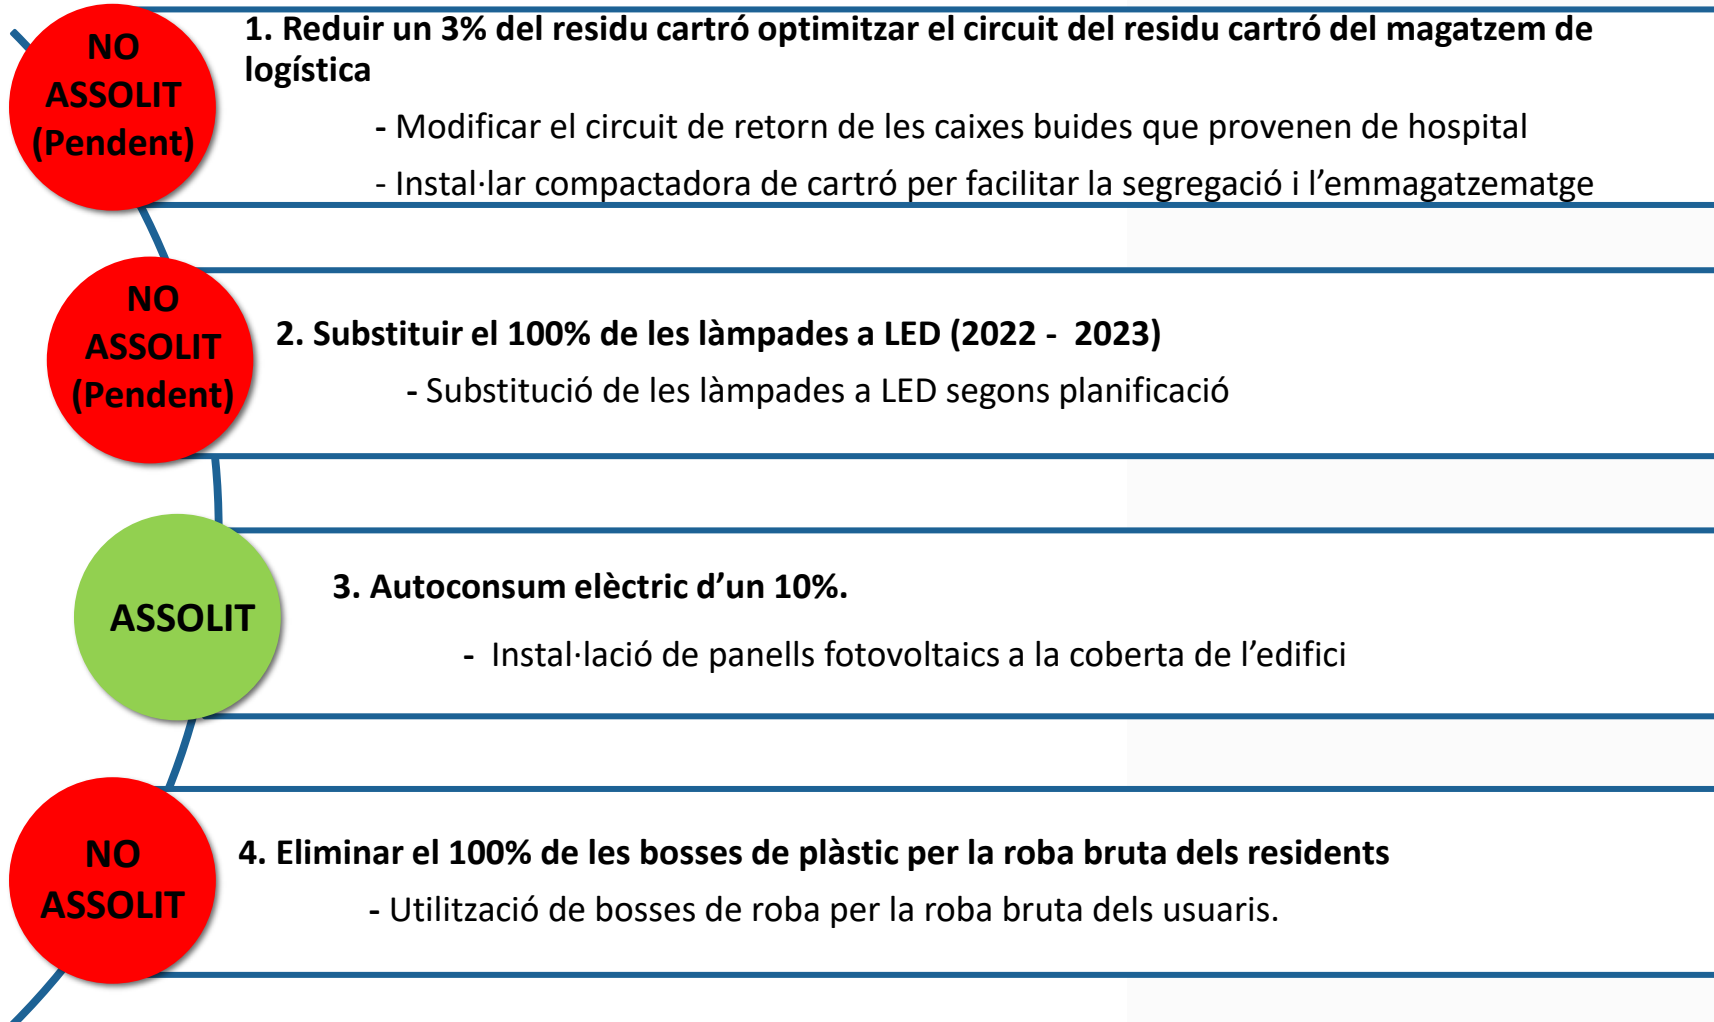 NO
ASSOLIT
(Pendent)
1. Reduir un 3% del residu cartró optimitzar el circuit del residu cartró del magatzem de
logística
- Modificar el circuit de retorn de les caixes buides que provenen de hospital
- Instal·lar compactadora de cartró per facilitar la segregació i l’emmagatzematge
NO
ASSOLIT
(Pendent)
2. Substituir el 100% de les làmpades a LED (2022 - 2023)
- Substitució de les làmpades a LED segons planificació
ASSOLIT
3. Autoconsum elèctric d’un 10%.
- Instal·lació de panells fotovoltaics a la coberta de l’edifici
NO
ASSOLIT
4. Eliminar el 100% de les bosses de plàstic per la roba bruta dels residents
- Utilització de bosses de roba per la roba bruta dels usuaris.